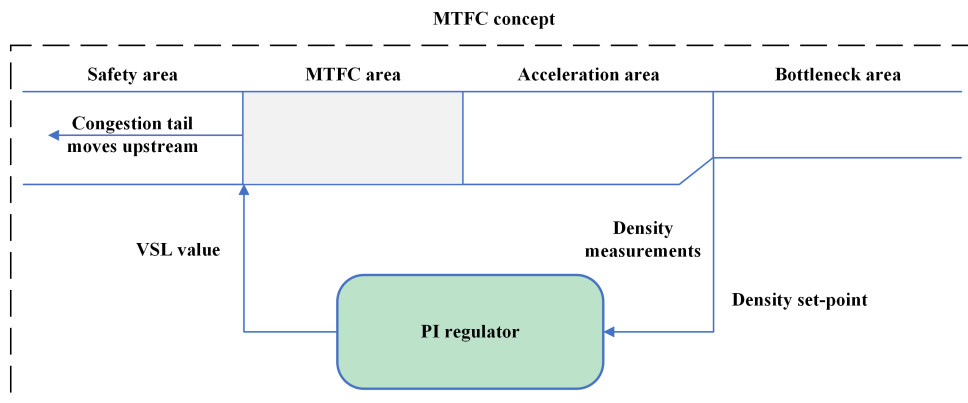 MTFC concept
Safety area
MTFC area
Acceleration area
Bottleneck area
Congestion tail
moves upstream
VSL value
Density
measurements
Density set-point
PI regulator